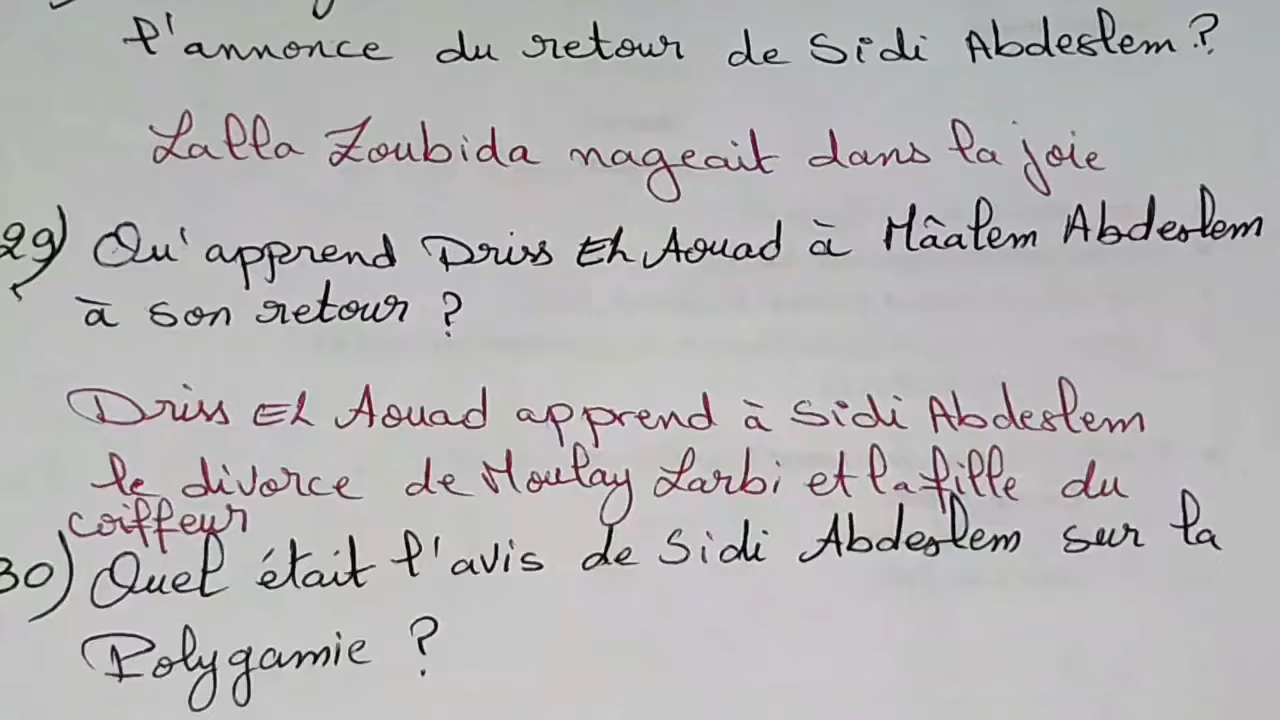 l'annonce du retour de Sidi Abdeslem ?
Lalla Zoubida nageait dans la joie
29) Qu'apprend Driss El Aouad à Mâalem Abdeslem
à son retour ?
Driss El Aouad apprend à Sidi Abdeslem
le divorce de Moulay Larbi et la fille du
coiffeur
30) Quel était l'avis de Sidi Abdeslem sur la
Polygamie ?